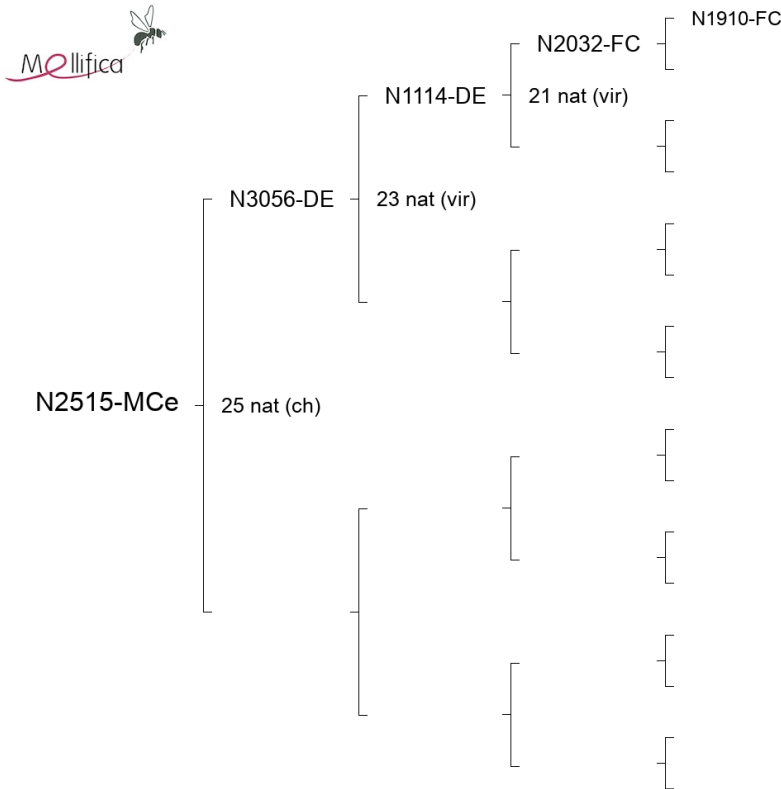 Mellifica
N1910-FC
N2032-FC
N1114-DE
21 nat (vir)
N3056-DE
23 nat (vir)
N2515-MCe
25 nat (ch)